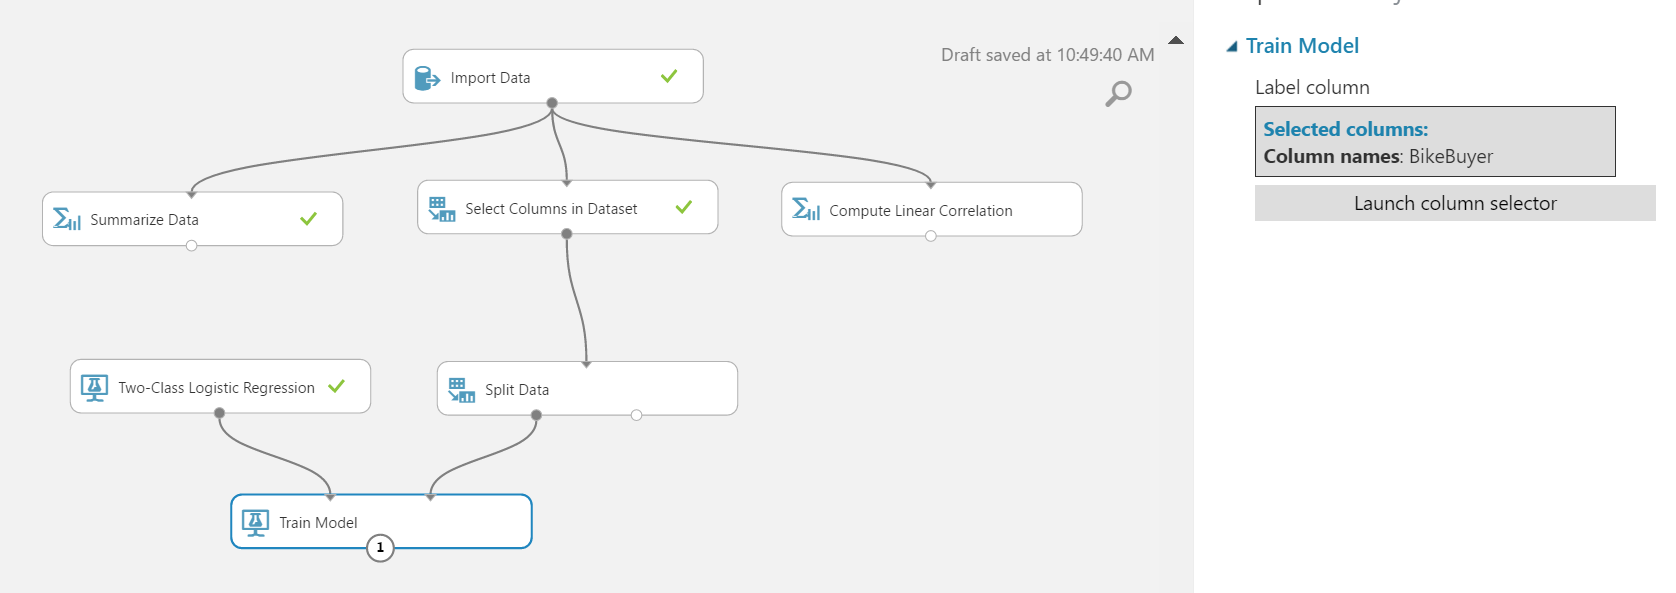 Draft saved at 10:49:40 AM
Import Data
Summarize Data
Select Columns in Dataset
Compute Linear Correlation
Two-Class Logistic Regression
Split Data
Train Model
1
Train Model
Label column
Selected columns:
Column names: BikeBuyer
Launch column selector